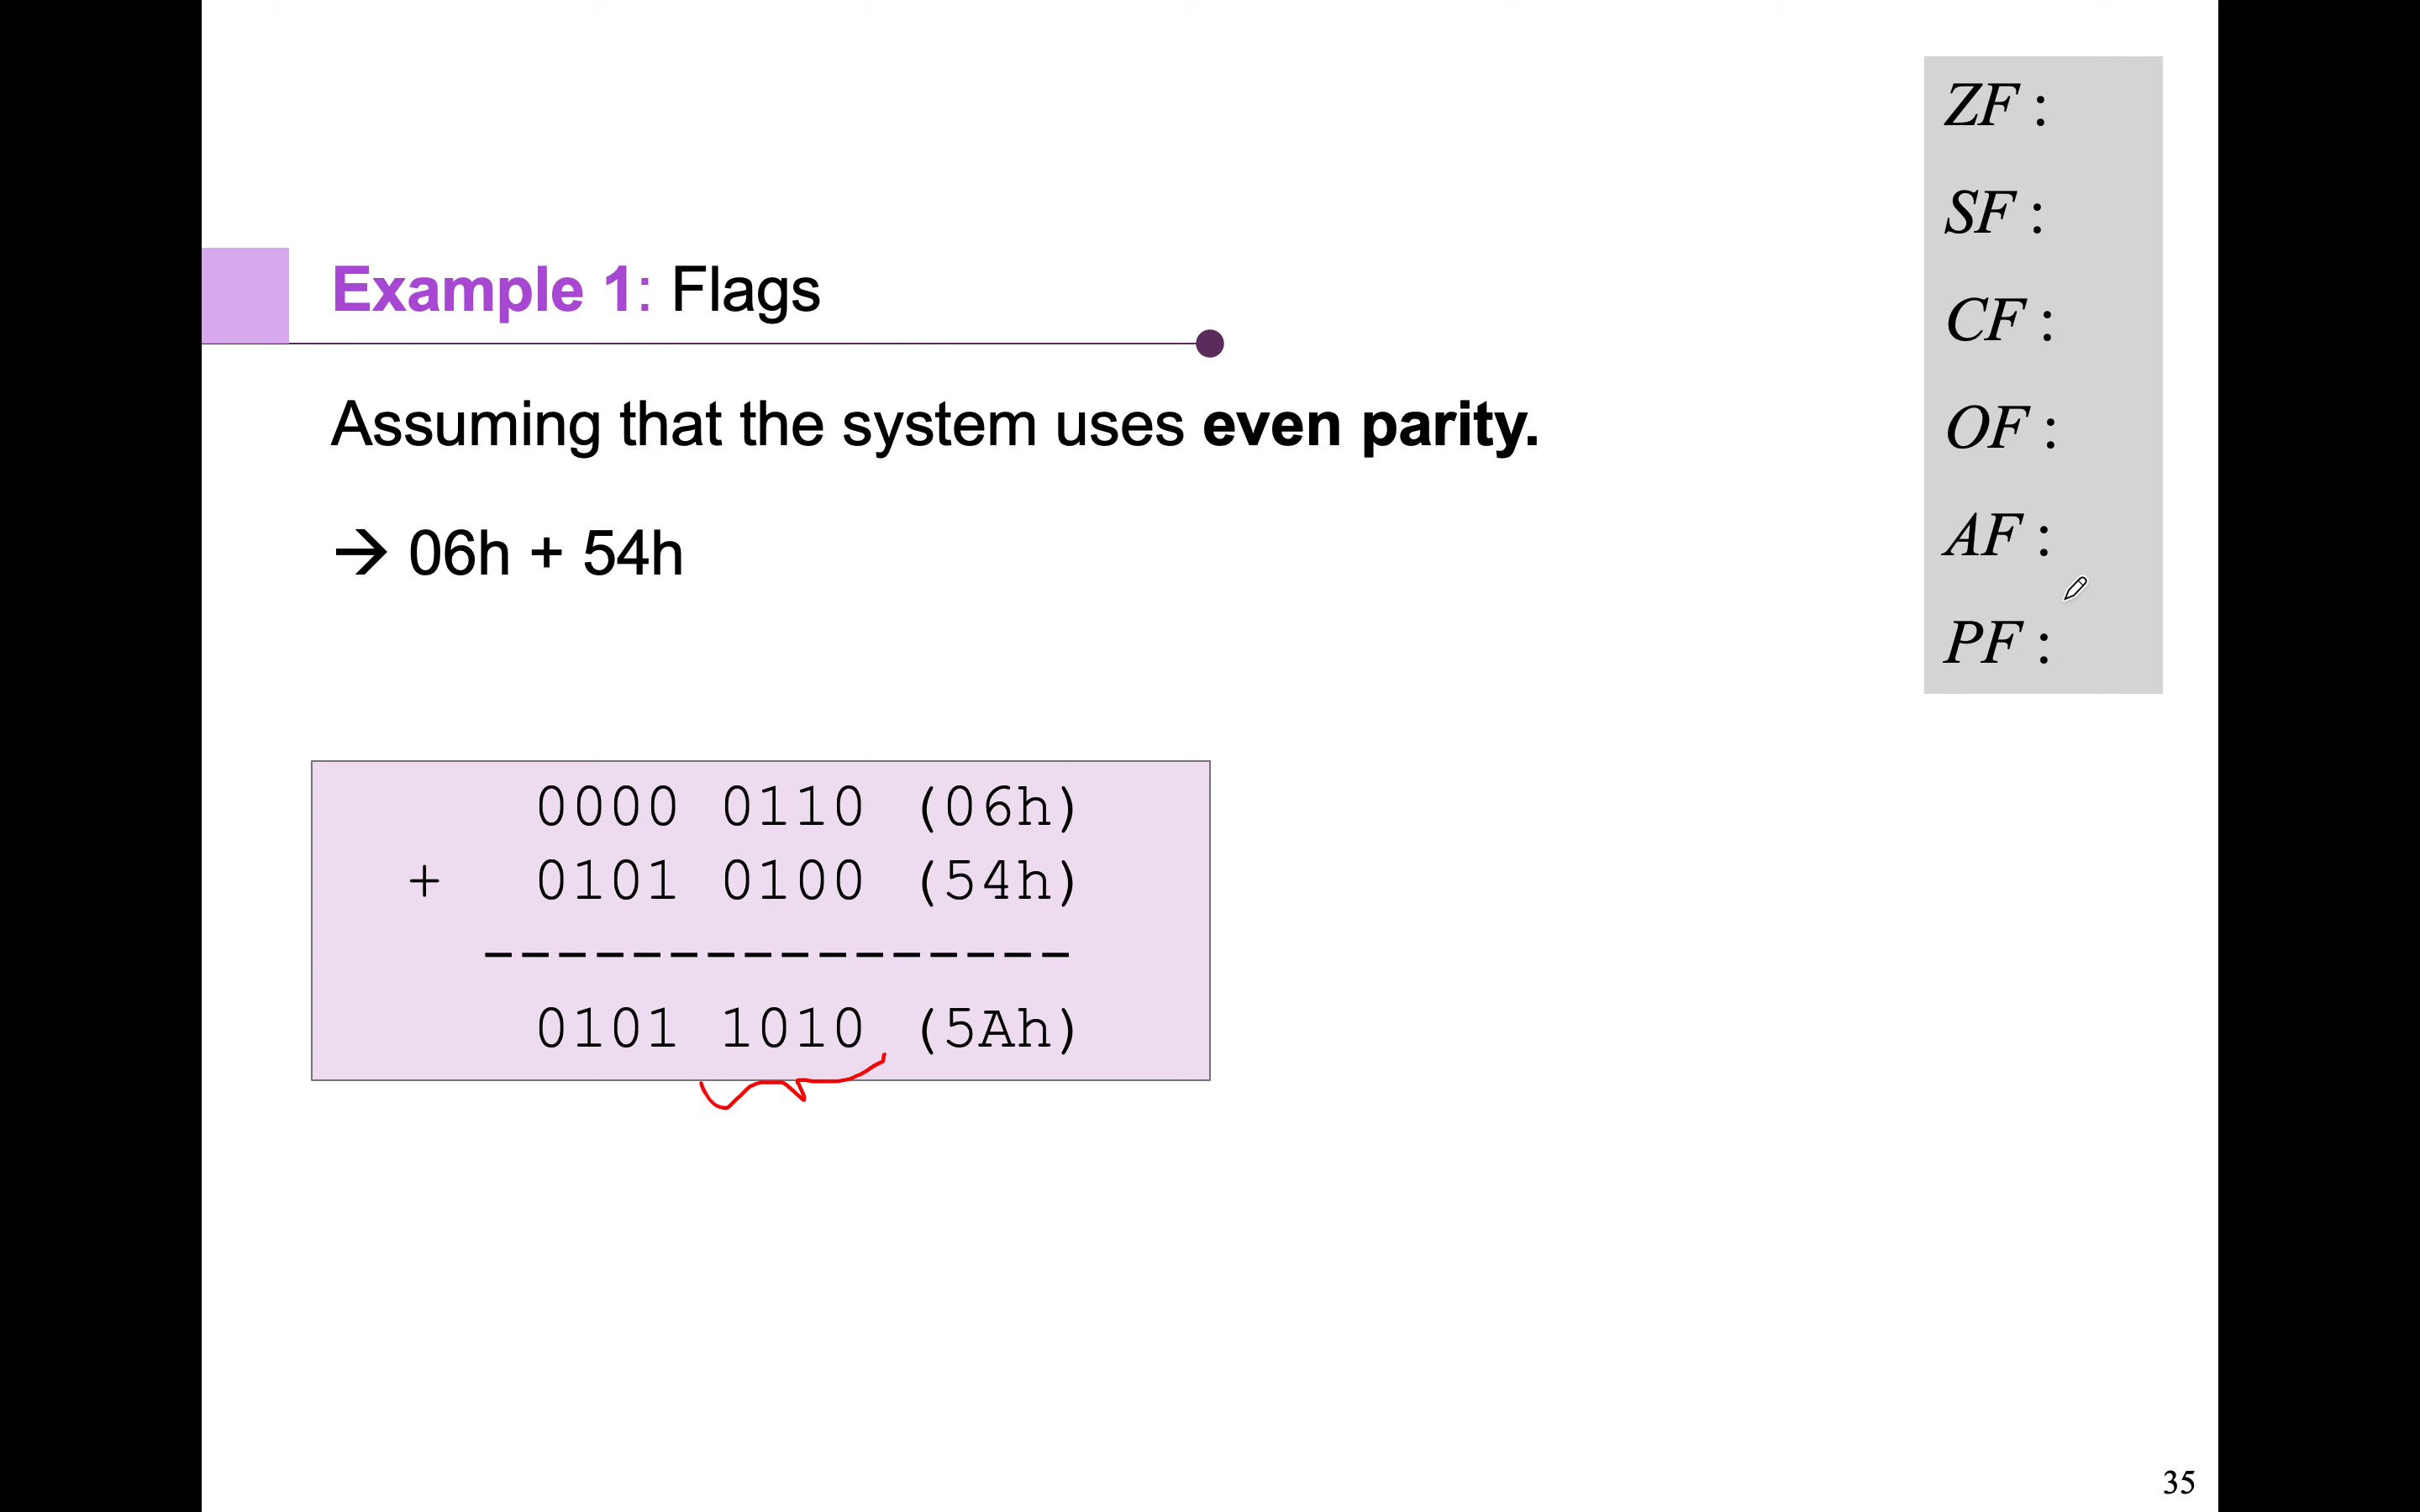 Example 1: Flags
Assuming that the system uses even parity.
→ 06h + 54h
0000 0110 (06h)
+ 0101 0100 (54h)
----------------
0101 1010 (5Ah)
ZF :
SF :
CF :
OF :
AF :
PF :
35